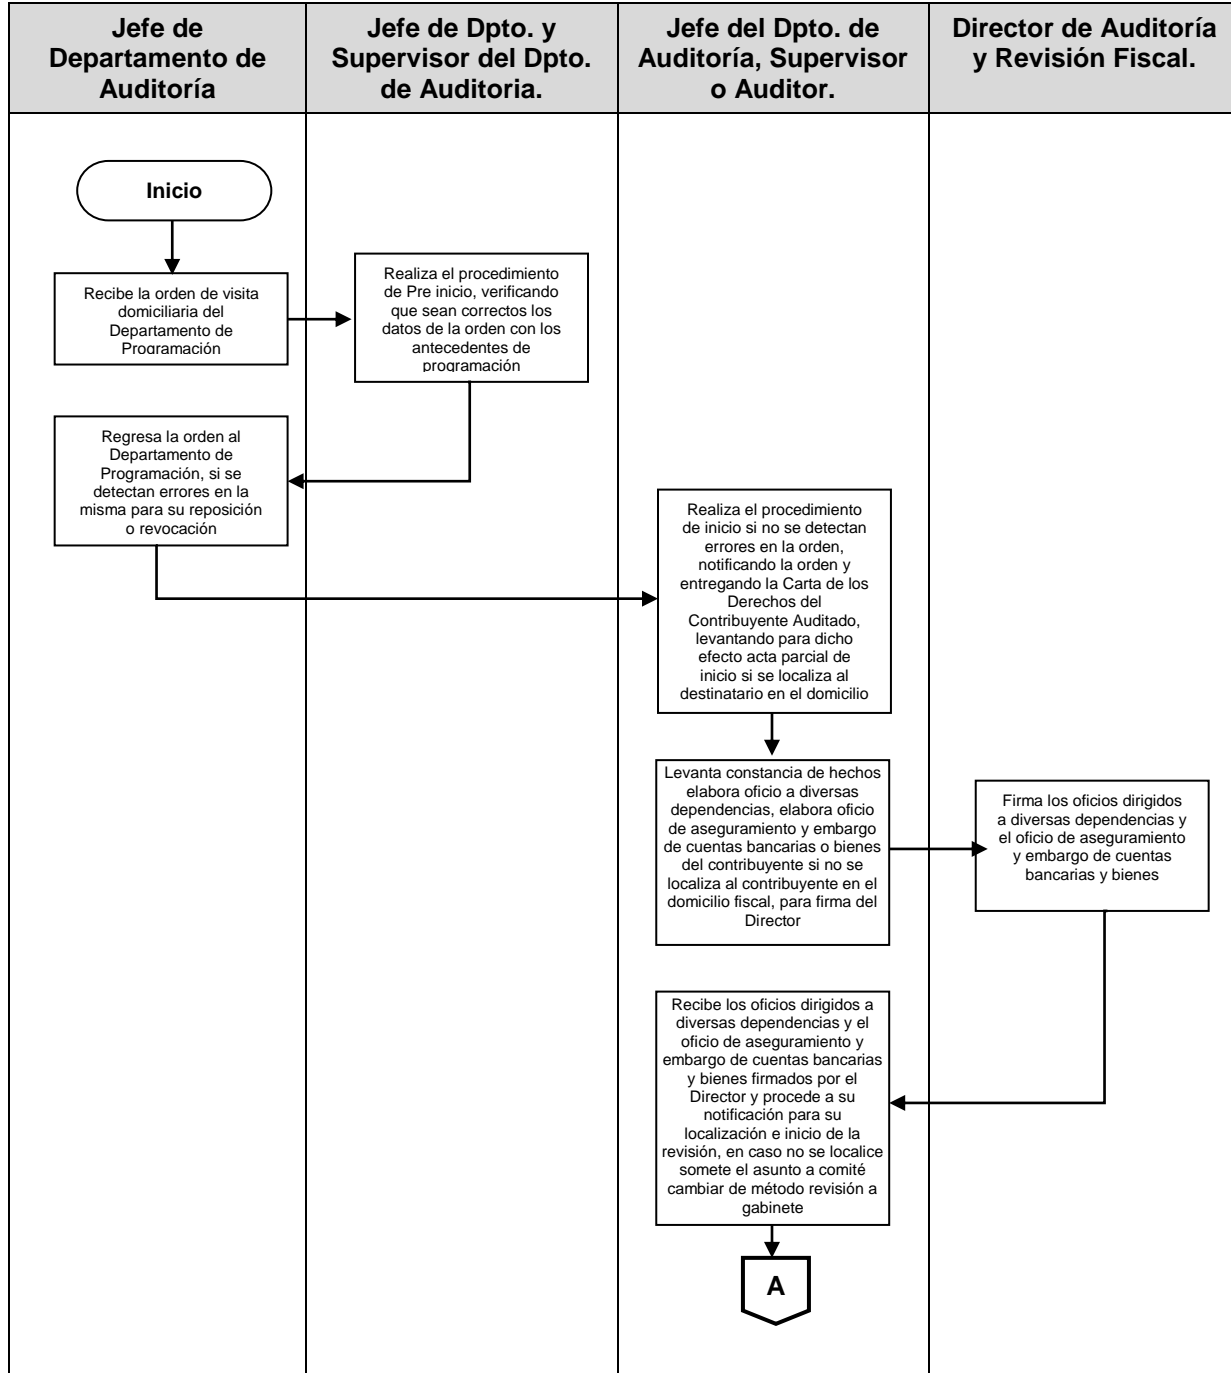 Jefe de
Departamento de
Auditoría
Jefe de Dpto. y
Supervisor del Dpto.
de Auditoria.
Jefe del Dpto. de
Auditoría, Supervisor
o Auditor.
Director de Auditoría
y Revisión Fiscal.
Inicio
Recibe la orden de visita
domiciliaria del
Departamento de
Programación
Realiza el procedimiento
de Pre inicio, verificando
que sean correctos los
datos de la orden con los
antecedentes de
programación
Regresa la orden al
Departamento de
Programación, si se
detectan errores en la
misma para su reposición
o revocación
Realiza el procedimiento
de inicio si no se detectan
errores en la orden,
notificando la orden y
entregando la Carta de los
Derechos del
Contribuyente Auditado,
levantando para dicho
efecto acta parcial de
inicio si se localiza al
destinatario en el domicilio
Levanta constancia de hechos
elabora oficio a diversas
dependencias, elabora oficio
de aseguramiento y embargo
de cuentas bancarias o bienes
del contribuyente si no se
localiza al contribuyente en el
domicilio fiscal, para firma del
Director
Firma los oficios dirigidos
a diversas dependencias y
el oficio de aseguramiento
y embargo de cuentas
bancarias y bienes
Recibe los oficios dirigidos a
diversas dependencias y el
oficio de aseguramiento y
embargo de cuentas bancarias
y bienes firmados por el
Director y procede a su
notificación para su
localización e inicio de la
revisión, en caso no se localice
somete el asunto a comité
cambiar de método revisión a
gabinete
A